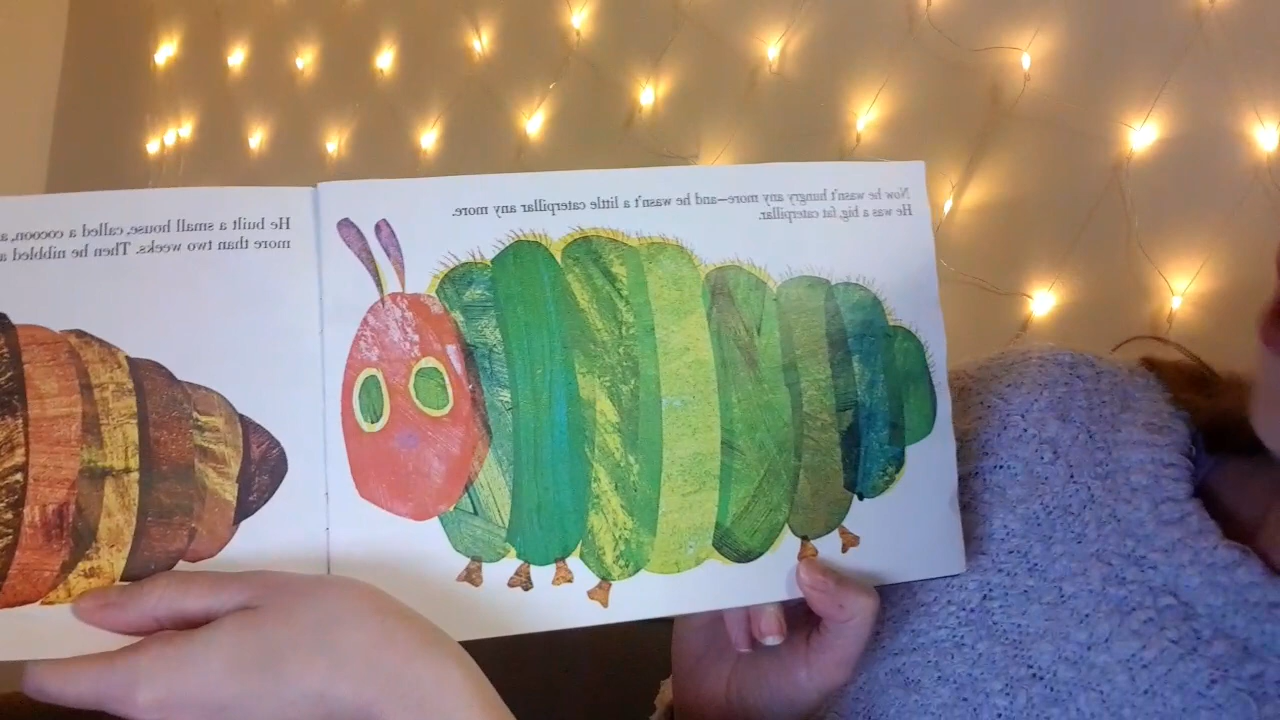 Now he wasn't hungry any more—and he wasn't a little caterpillar any more.
He was a big, fat caterpillar.
He built a small house, called a cocoon, a
more than two weeks. Then he nibbled a